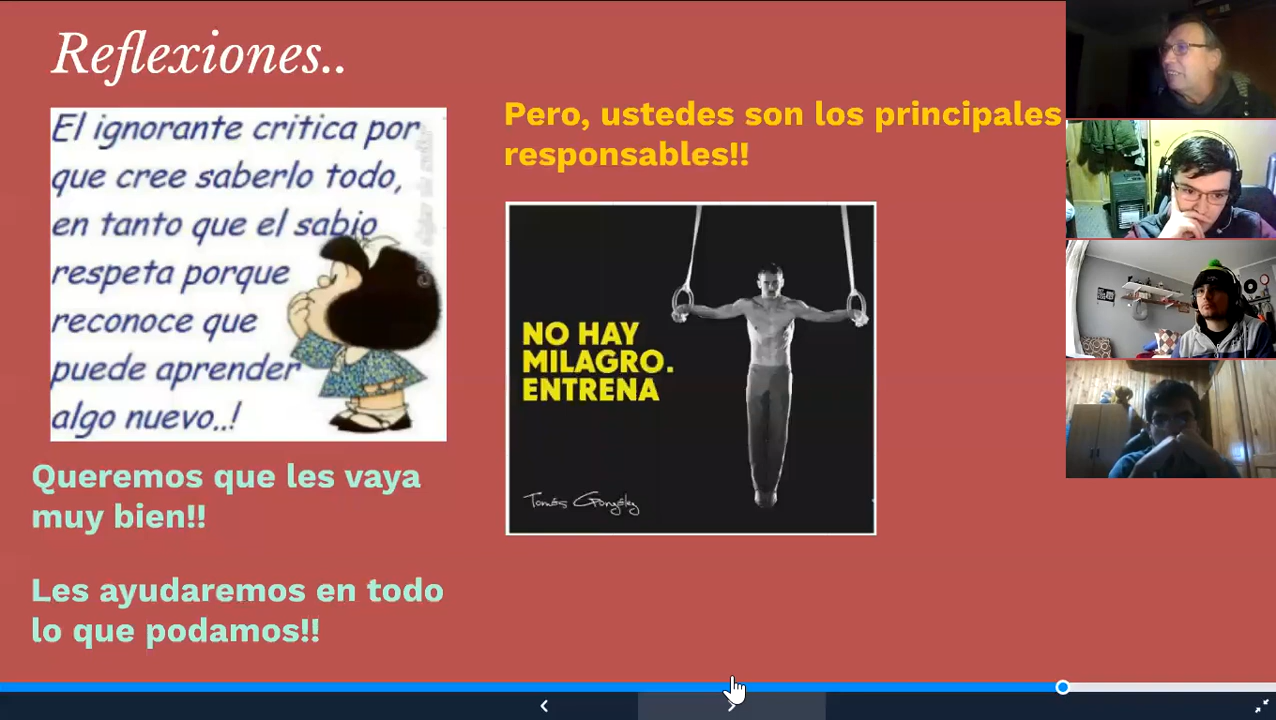 Reflexiones..
El ignorante critica por
que cree saberlo todo,
en tanto que el sabio
respeta porque
reconoce que
puede aprender
algo nuevo..!
Queremos que les vaya
muy bien!!
Les ayudaremos en todo
lo que podamos!!
Pero, ustedes son los principales
responsables!!
NO HAY
MILAGRO.
ENTRENA
Tomás González